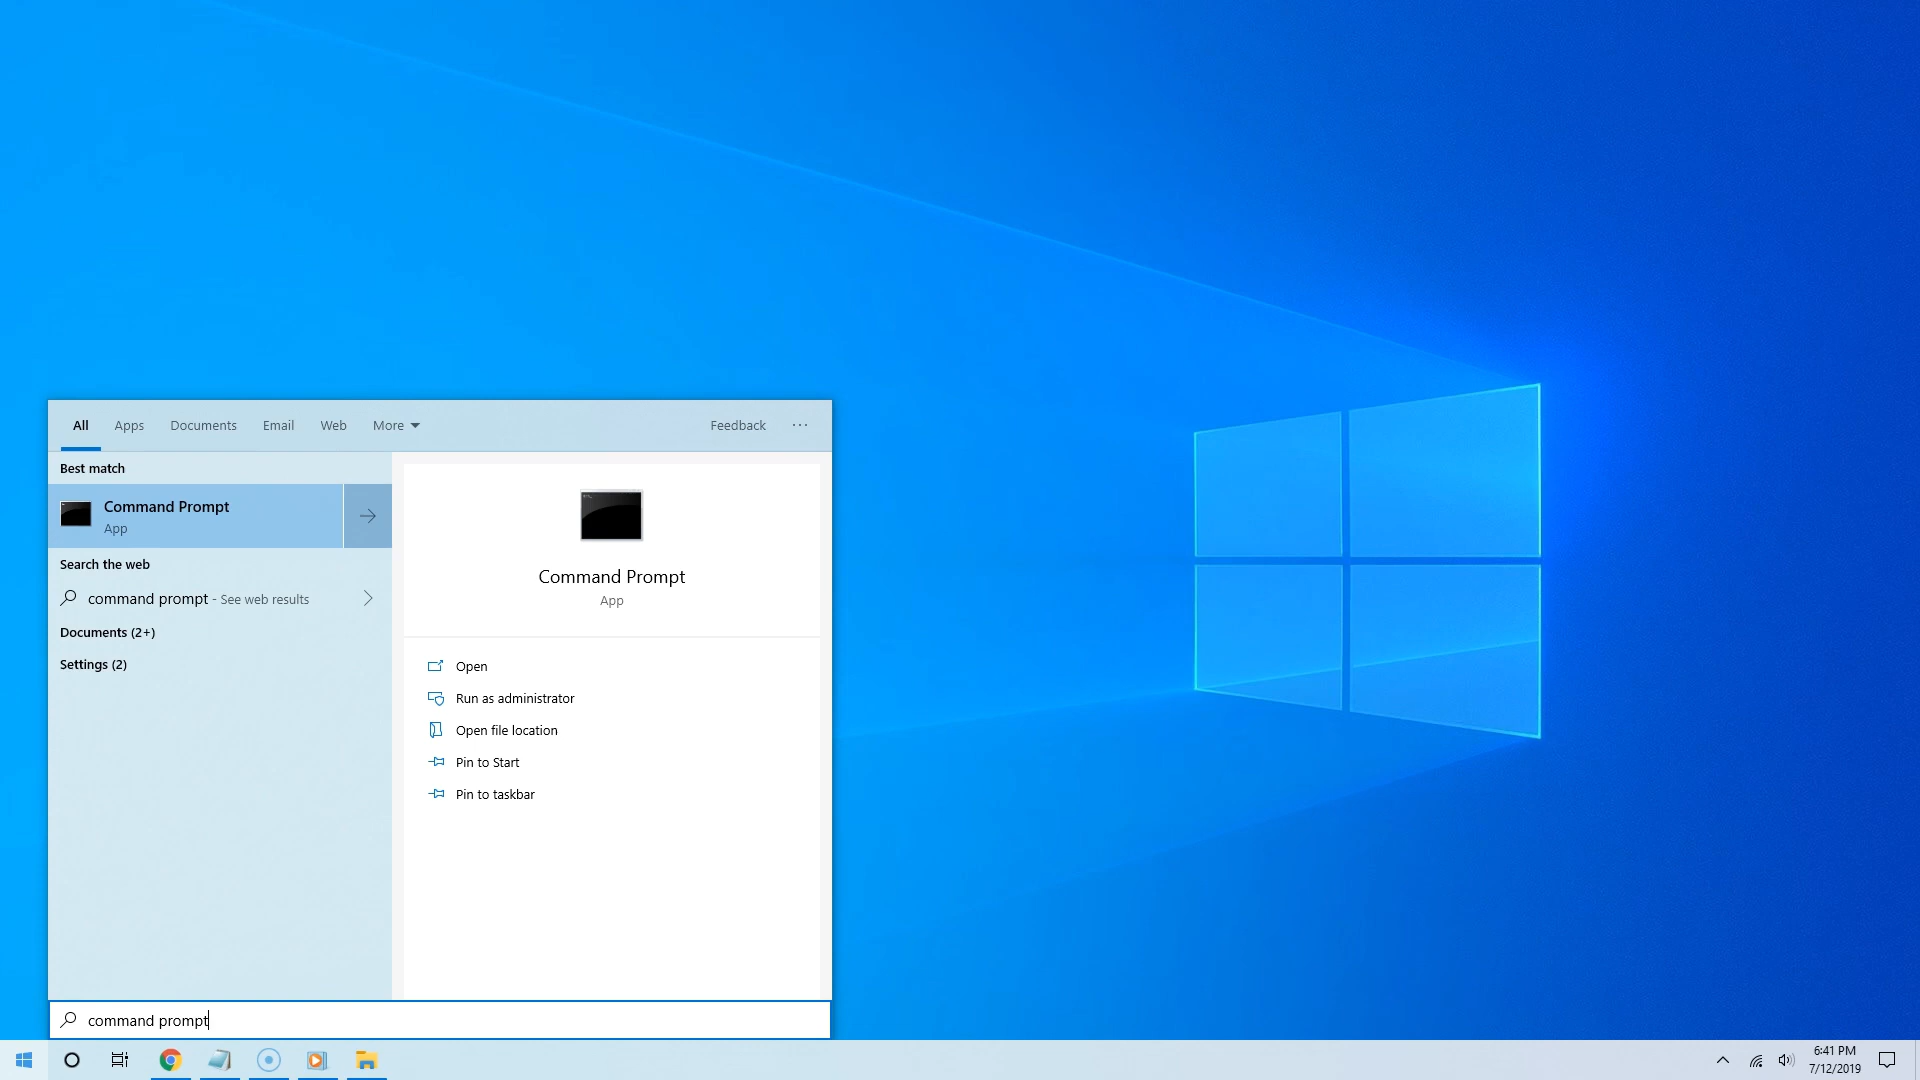 All Apps Documents Email Web More Feedback ...
Best match
Command Prompt
App
Search the web
command prompt - See web results
Documents (2+)
Settings (2)
Command Prompt
App
Open
Run as administrator
Open file location
Pin to Start
Pin to taskbar
command prompt
6:41 PM
7/12/2019